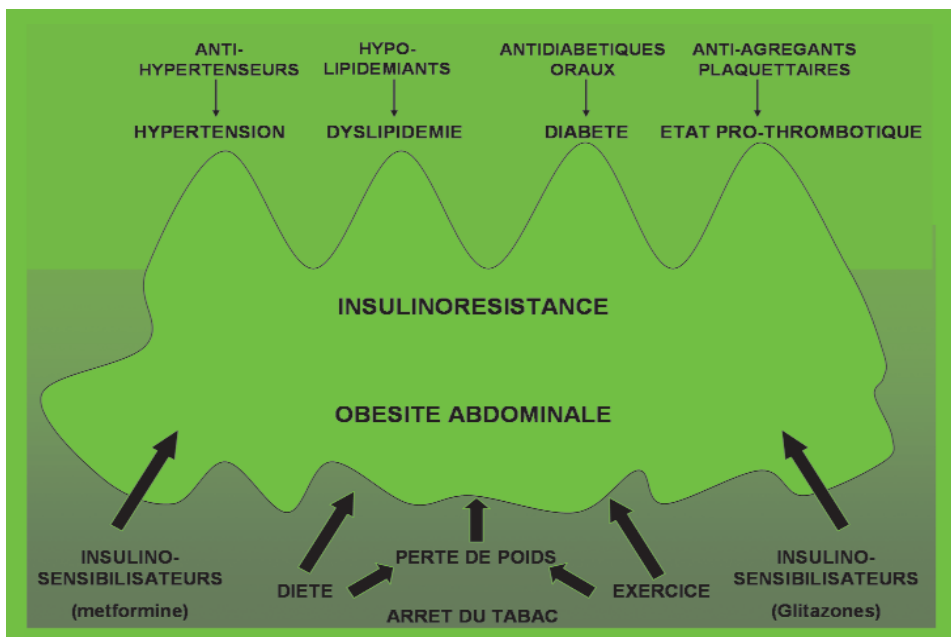 ANTI-
HYPERTENSEURS
HYPO-
LIPIDEMIANTS
ANTIDIABETIQUES
ORAUX
ANTI-AGREGANTS
PLAQUETTAIRES
HYPERTENSION
DYSLIPIDEMIE
DIABETE
ETAT PRO-THROMBOTIQUE
INSULINORESISTANCE
OBESITE ABDOMINALE
INSULINO-
SENSIBILISATEURS
(metformine)
DIETE
PERTE DE POIDS
EXERCICE
ARRET DU TABAC
INSULINO-
SENSIBILISATEURS
(Glitazones)